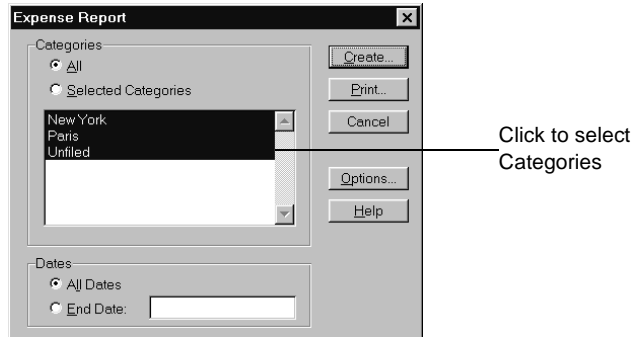 Expense Report
Categories
All
Selected Categories
New York
Paris
Unfiled
Create...
Print...
Cancel
Options...
Help
Click to select
Categories
Dates
All Dates
End Date: